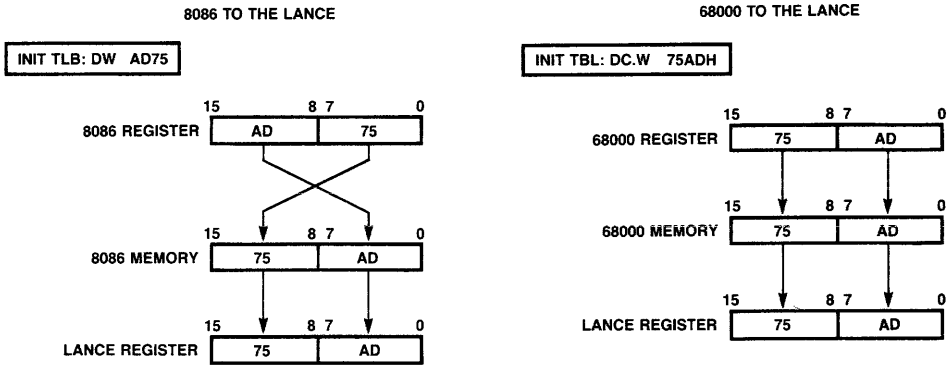 8086 TO THE LANCE
INIT TLB: DW AD75
15 8 7 0
8086 REGISTER AD 75
15 8 7 0
8086 MEMORY 75 AD
15 8 7 0
LANCE REGISTER 75 AD
68000 TO THE LANCE
INIT TBL: DC.W 75ADH
15 8 7 0
68000 REGISTER 75 AD
15 8 7 0
68000 MEMORY 75 AD
15 8 7 0
LANCE REGISTER 75 AD